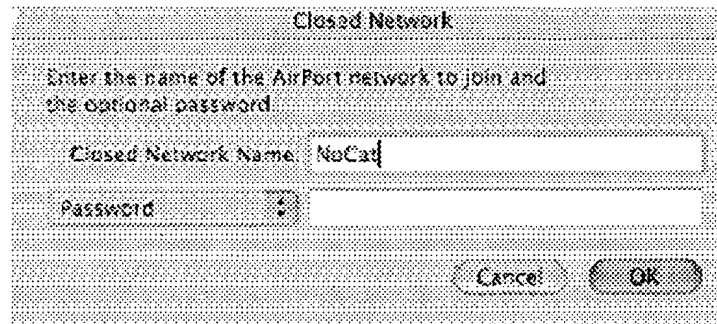 Closed Network
Enter the name of the AirPort network to join and
the optional password
Closed Network Name: NoCat
Password
Cancel OK